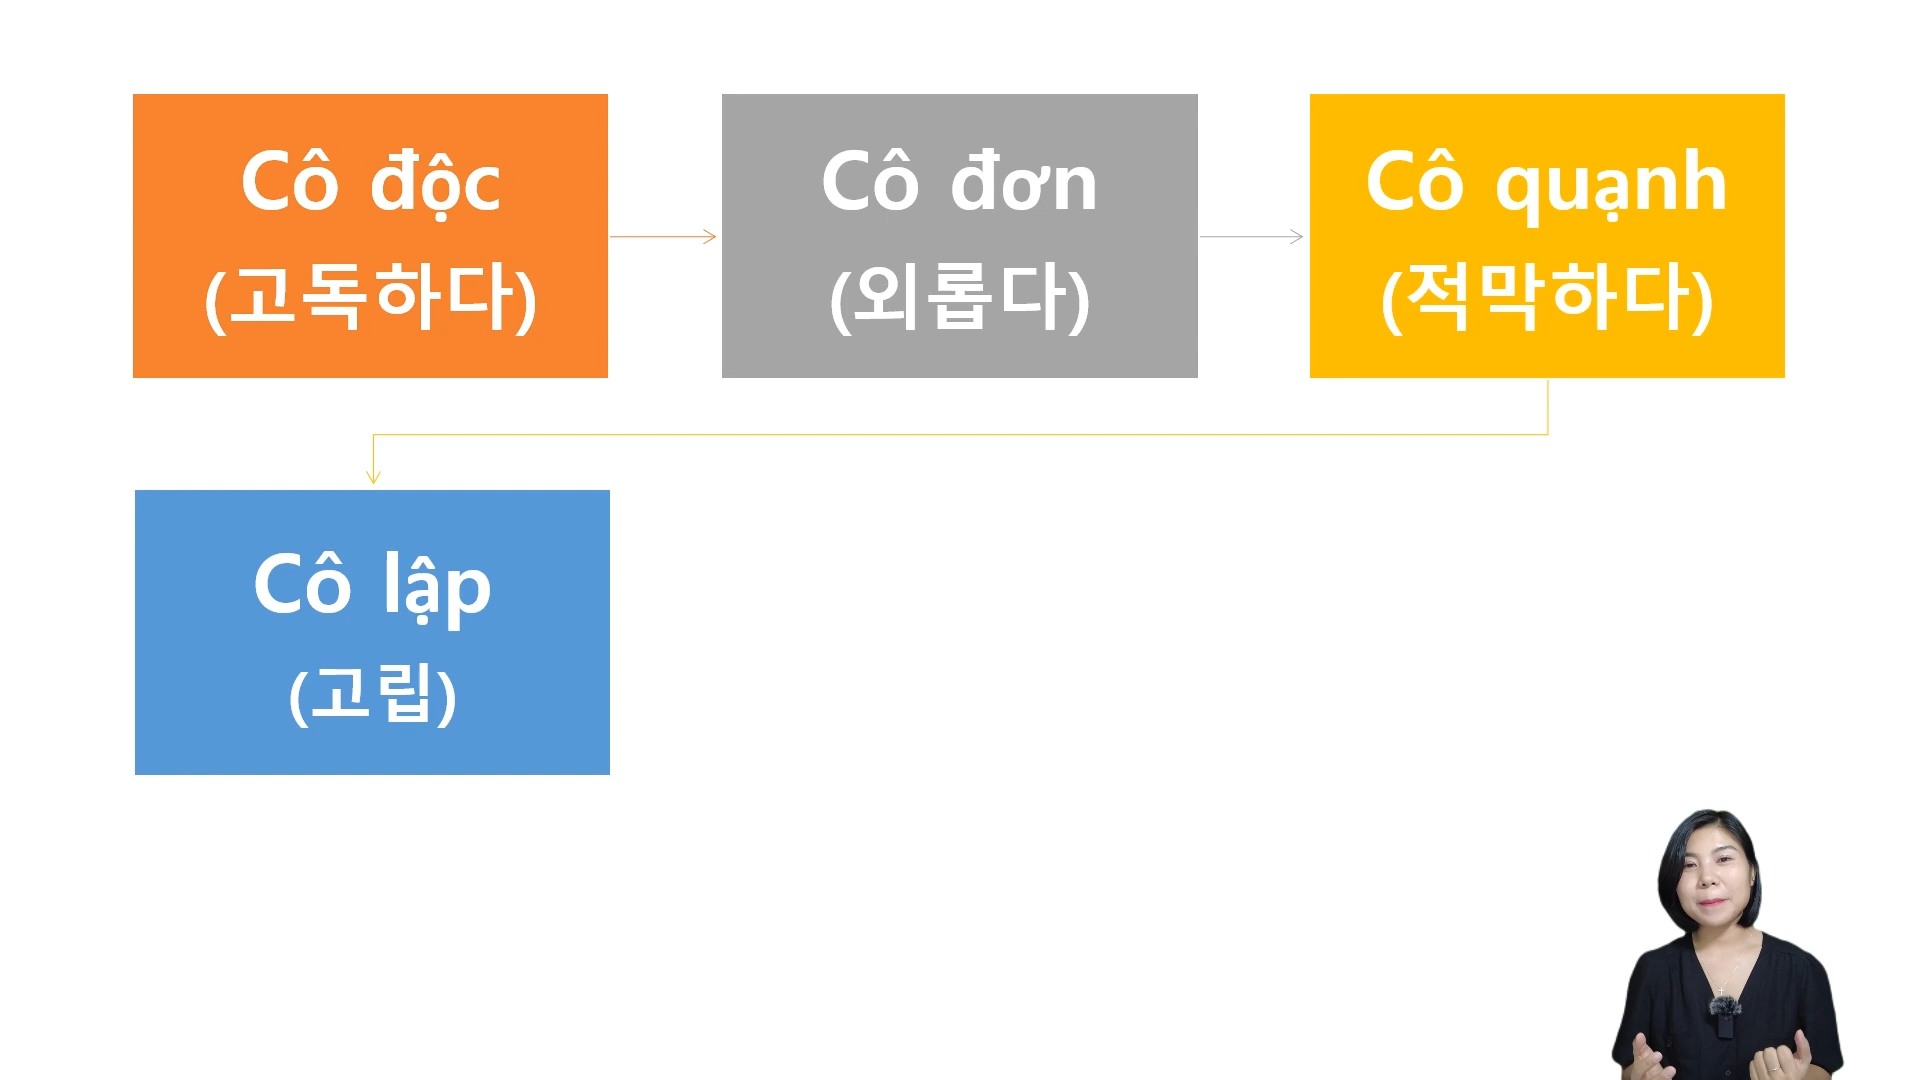 Cô độc
(고독하다)
Cô đơn
(외롭다)
Cô quạnh
(적막하다)
Cô lập
(고립)